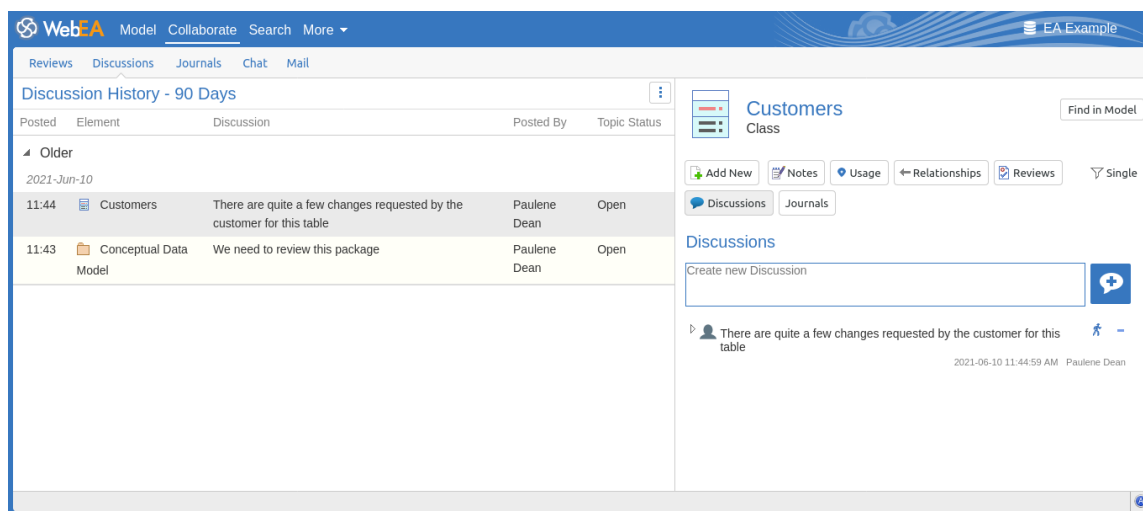 WebEA Model Collaborate Search More EA Example
Reviews Discussions Journals Chat Mail
Discussion History - 90 Days
Posted Element Discussion Posted By Topic Status
Older
2021-Jun-10
11:44 Customers There are quite a few changes requested by the Paulene Open
customer for this table Dean
11:43 Conceptual Data We need to review this package Paulene Open
Model Dean
Customers
Class
Find in Model
Add New Notes Usage Relationships Reviews Single
Discussions Journals
Discussions
Create new Discussion
There are quite a few changes requested by the customer for this
table
2021-06-10 11:44:59 AM Paulene Dean